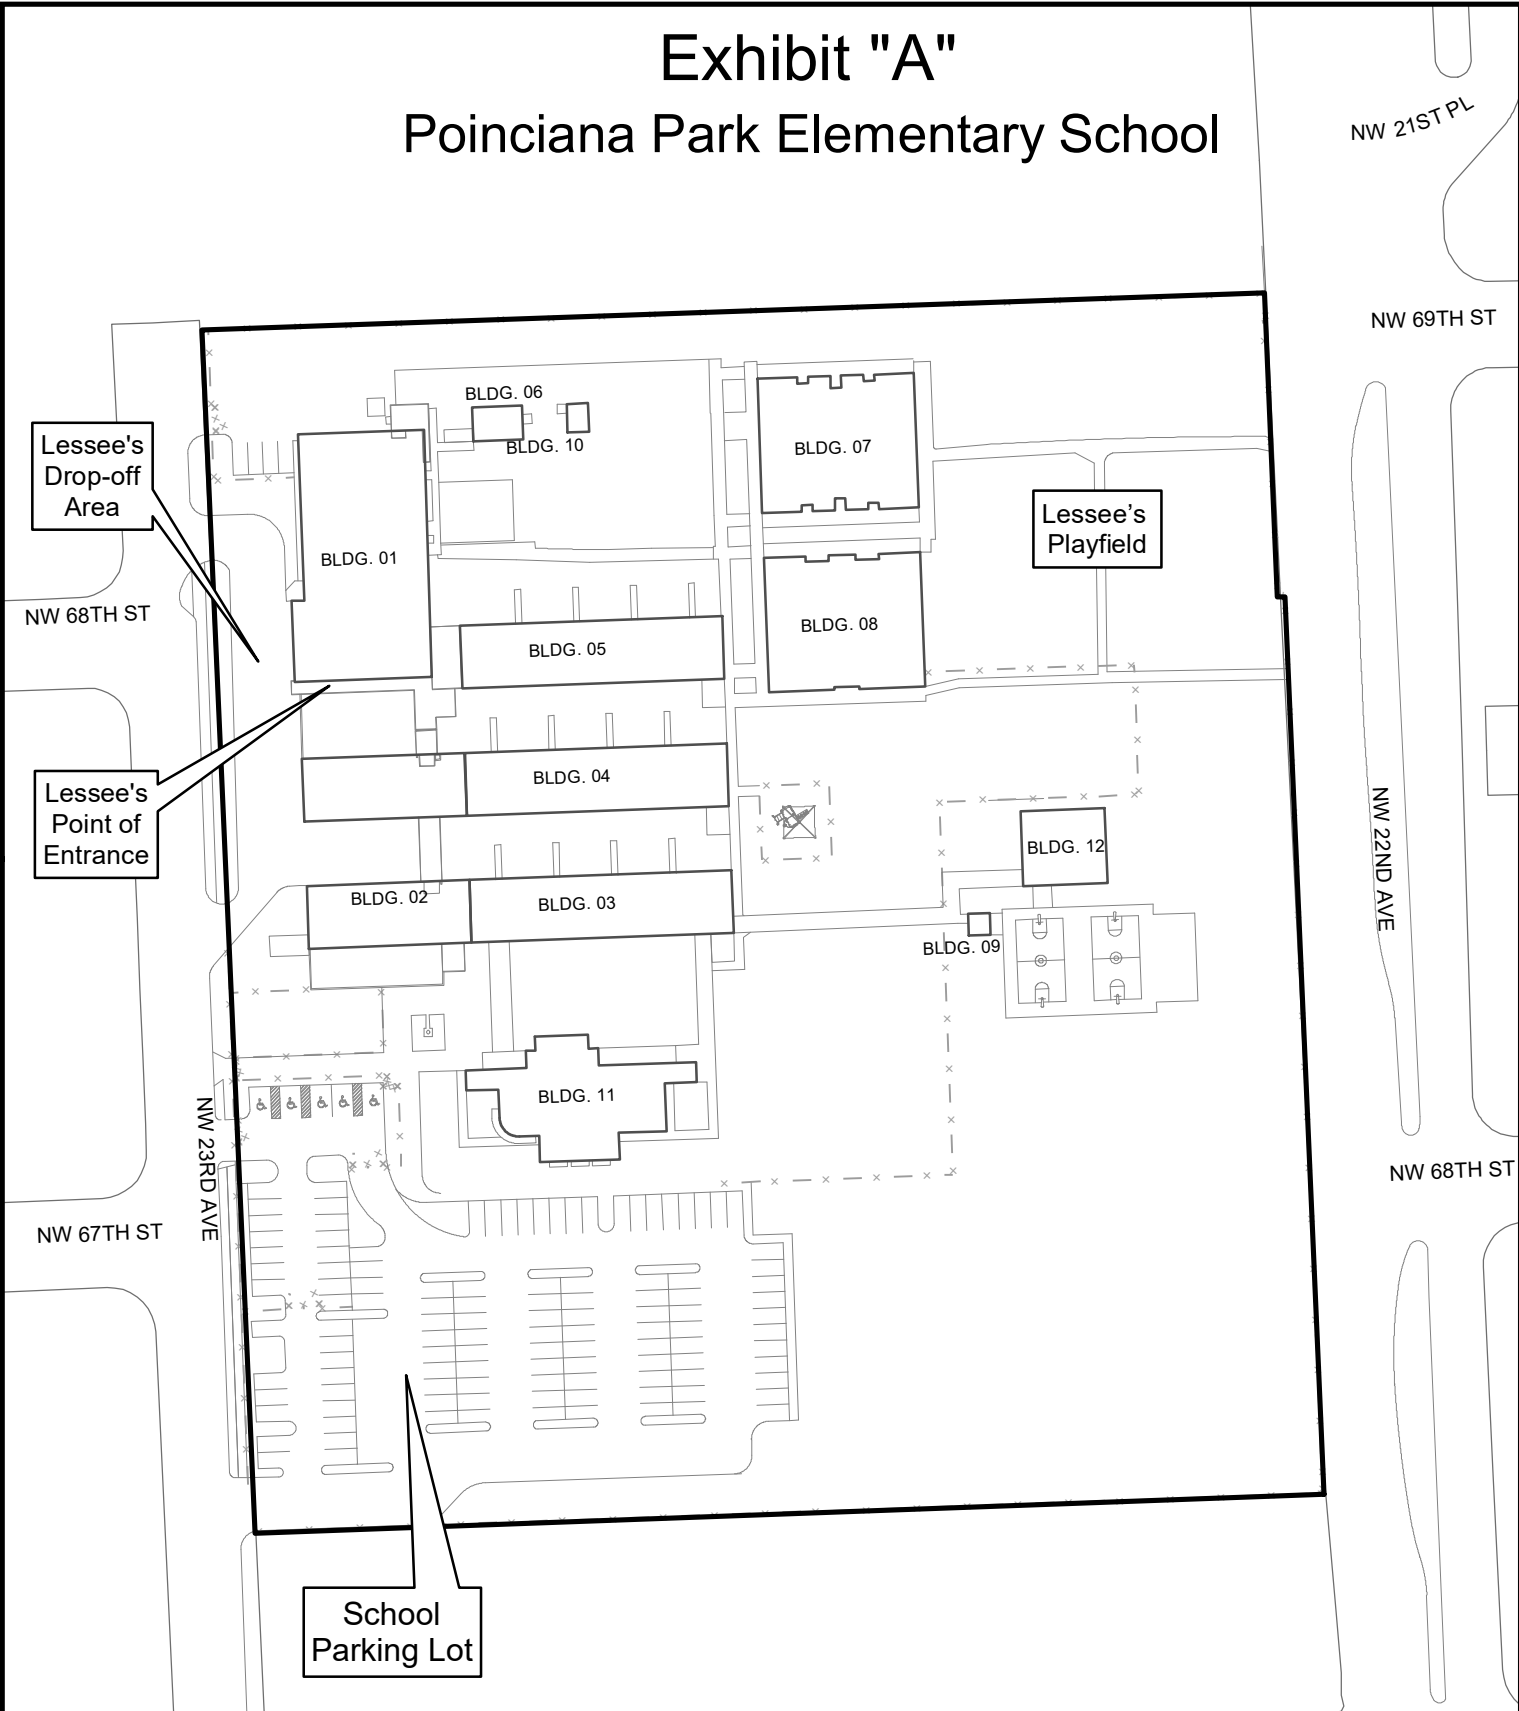 Exhibit "A"
Poinciana Park Elementary School
NW 21ST PL
NW 69TH ST
BLDG. 06
BLDG. 10
BLDG. 07
Lessee's
Drop-off
Area
Lessee’s
Playfield
BLDG. 01
NW 68TH ST
BLDG. 08
BLDG. 05
BLDG. 04
Lessee's
Point of
Entrance
NW 22ND AVE
BLDG. 12
BLDG. 02
BLDG. 03
BLDG. 09
BLDG. 11
NW 23RD AVE
NW 68TH ST
NW 67TH ST
School
Parking Lot